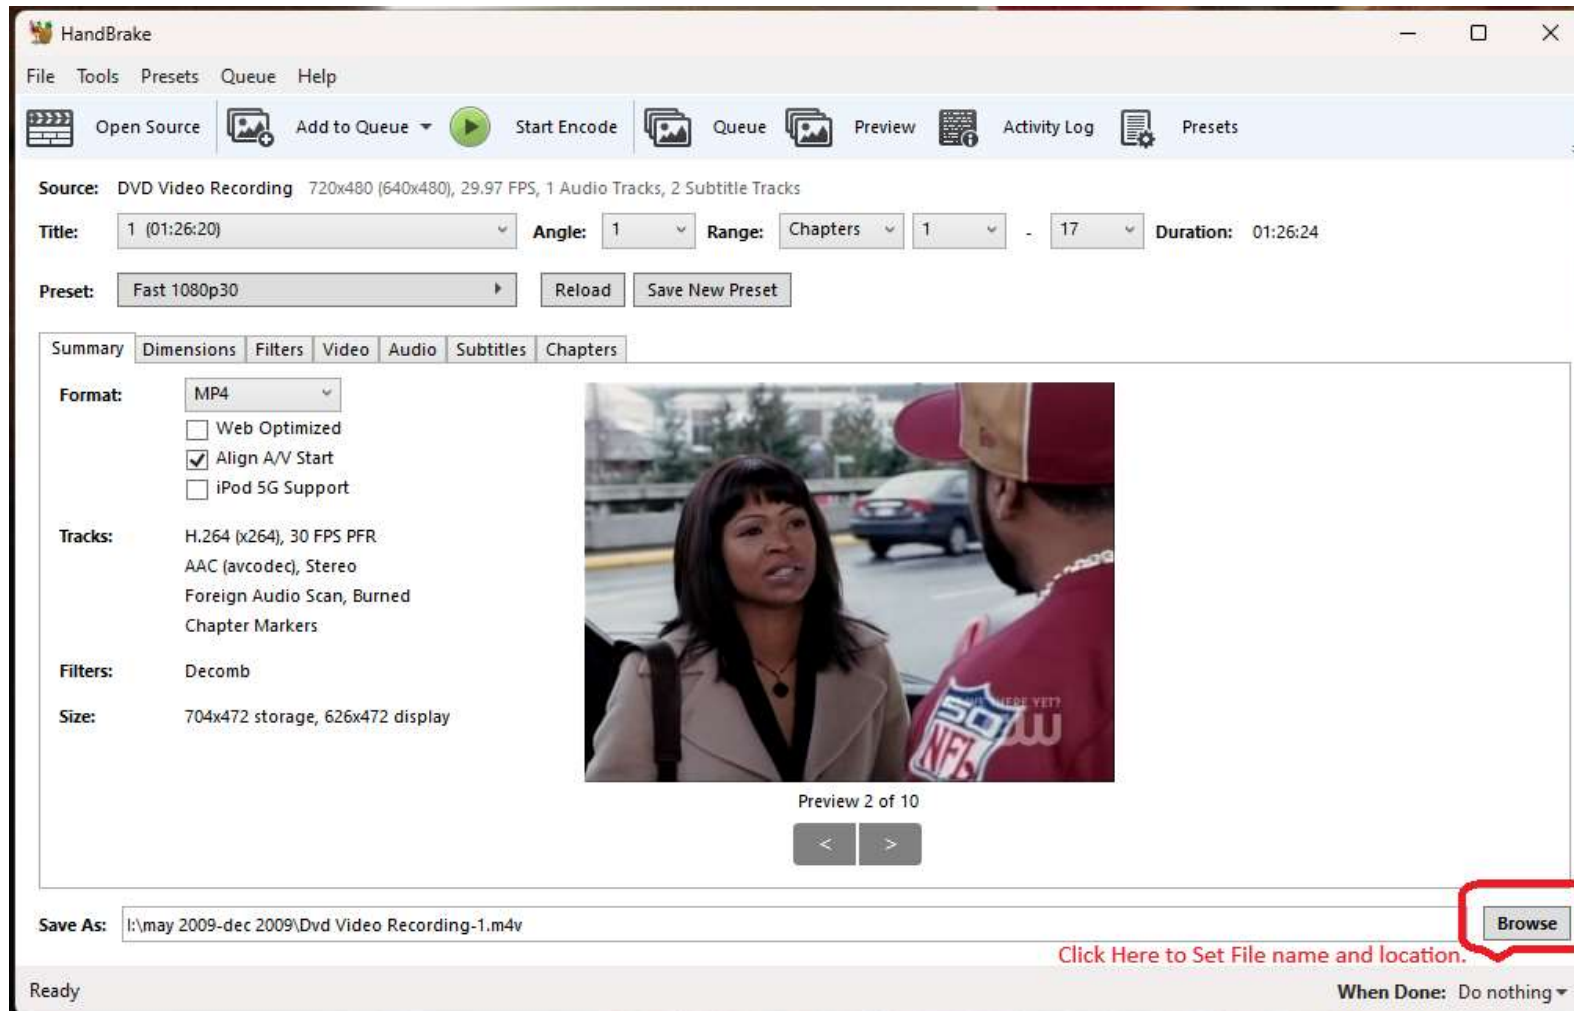 HandBrake
File Tools Presets Queue Help
Open Source Add to Queue Start Encode Queue Preview Activity Log Presets
Source: DVD Video Recording 720x480 (640x480), 29.97 FPS, 1 Audio Tracks, 2 Subtitle Tracks
Title: 1 (01:26:20) Angle: 1 Range: Chapters 1 - 17 Duration: 01:26:24
Preset: Fast 1080p30 Reload Save New Preset
Summary Dimensions Filters Video Audio Subtitles Chapters
Format: MP4
Web Optimized
Align A/V Start
iPod 5G Support
Tracks: H.264 (x264), 30 FPS PFR
AAC (avcodec), Stereo
Foreign Audio Scan, Burned
Chapter Markers
Filters: Decomb
Size: 704x472 storage, 626x472 display
HERE YET?
50
NFL
Preview 2 of 10
< >
Save As: I:\may 2009-dec 2009\Dvd Video Recording-1.m4v Browse
Click Here to Set File name and location.
Ready When Done: Do nothing